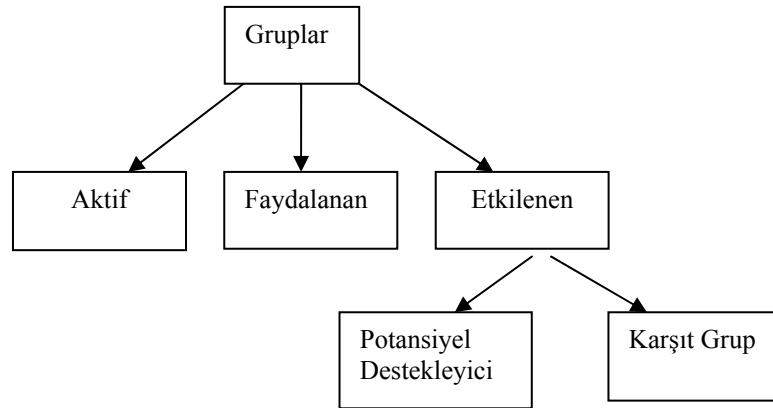 Gruplar
Aktif
Faydalanan
Etkilenen
Potansiyel
Destekleyici
Karşıt Grup